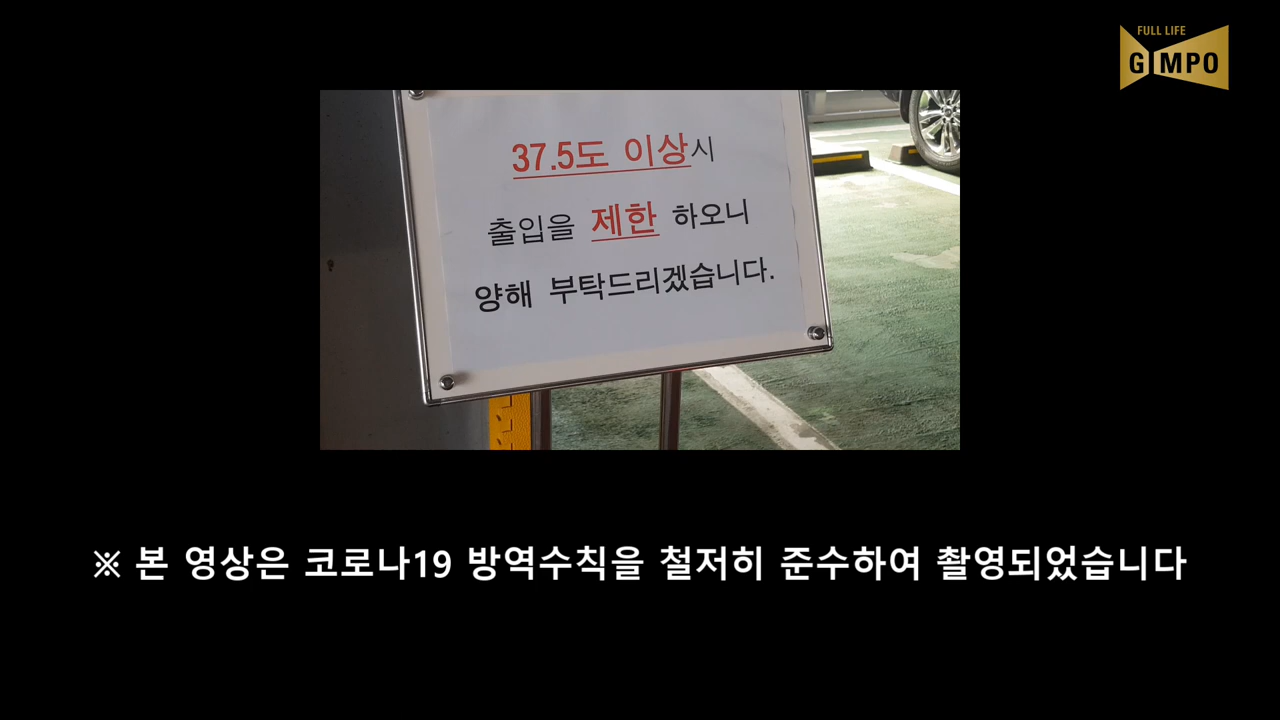 FULL LIFE
GIMPO
37.5도 이상시
출입을 제한 하오니
양해 부탁드리겠습니다.
※ 본 영상은 코로나19 방역수칙을 철저히 준수하여 촬영되었습니다